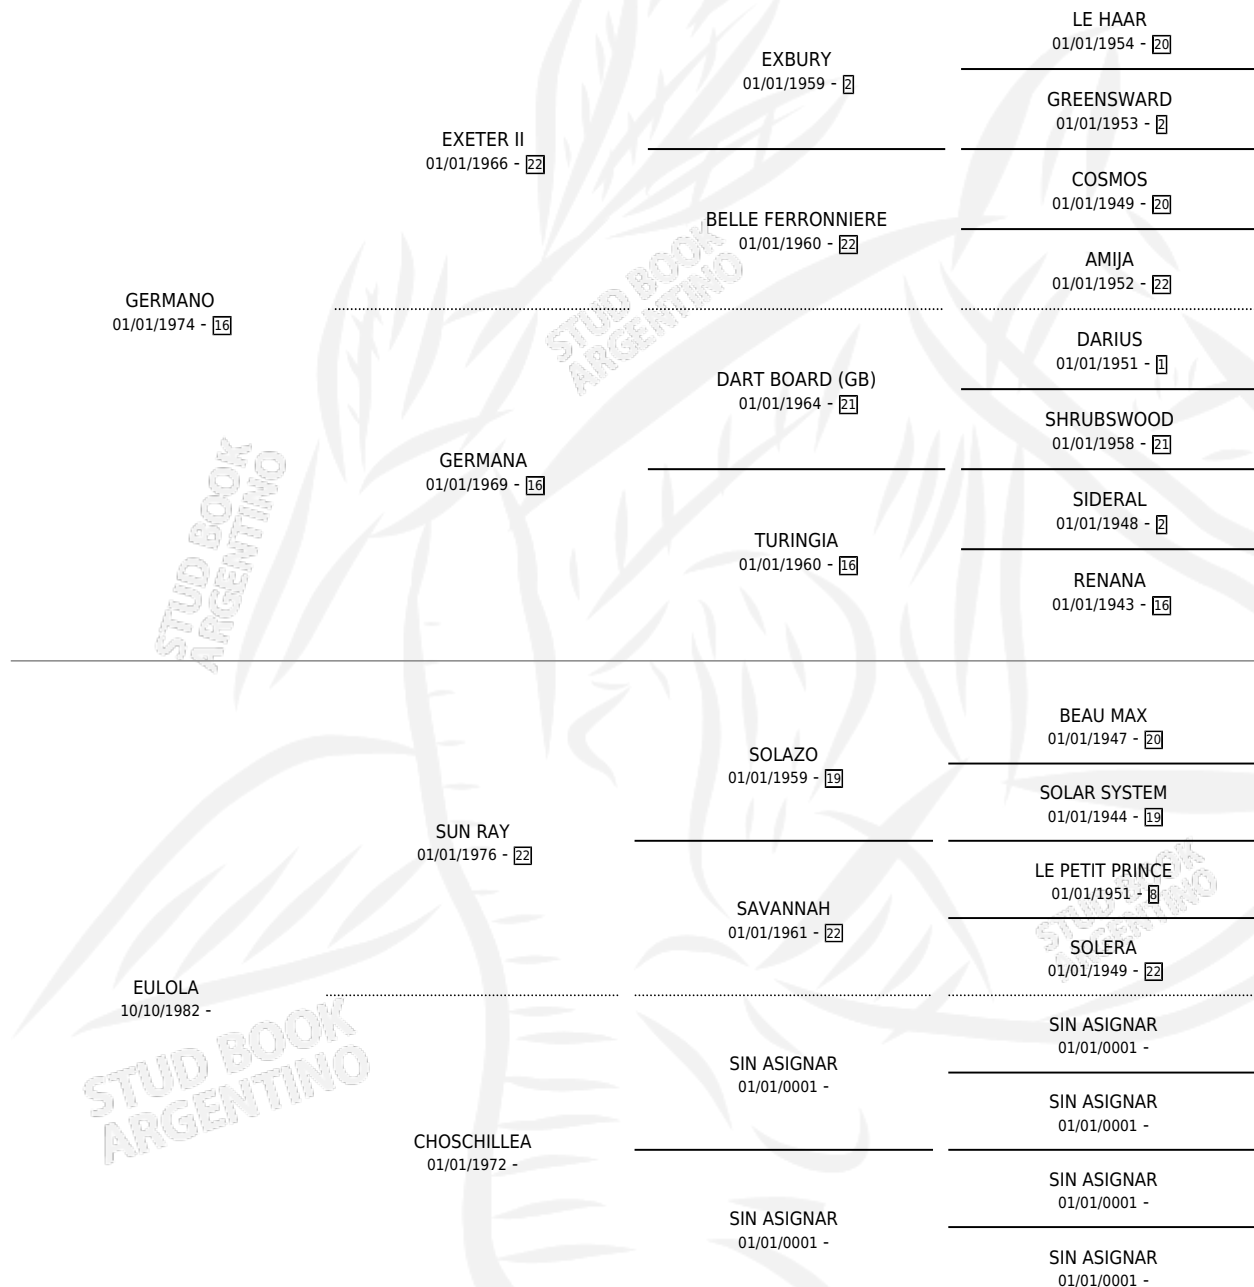 LE HAAR
01/01/1954 - 20
EXBURY
01/01/1959 - 2
GREENSWARD
01/01/1953 - 2
EXETER II
01/01/1966 - 22
COSMOS
01/01/1949 - 20
BELLE FERRONNIERE
01/01/1960 - 22
AMIJA
01/01/1952 - 22
GERMANO
01/01/1974 - 16
DARIUS
01/01/1951 - 1
DART BOARD (GB)
01/01/1964 - 21
SHRUBSWOOD
01/01/1958 - 21
GERMANA
01/01/1969 - 16
SIDERAL
01/01/1948 - 2
TURINGIA
01/01/1960 - 16
RENANA
01/01/1943 - 16
STUD BOOK
ARGENTINO
STUD BOOK
ARGENTINO
BEAU MAX
01/01/1947 - 20
SOLAZO
01/01/1959 - 19
SOLAR SYSTEM
01/01/1944 - 19
SUN RAY
01/01/1976 - 22
LE PETIT PRINCE
01/01/1951 - 8
SAVANNAH
01/01/1961 - 22
SOLERA
01/01/1949 - 22
STUD BOOK
ARGENTINO
EULOLA
10/10/1982 -
SIN ASIGNAR
01/01/0001 -
SIN ASIGNAR
01/01/0001 -
SIN ASIGNAR
01/01/0001 -
CHOSCHILLEA
01/01/1972 -
SIN ASIGNAR
01/01/0001 -
SIN ASIGNAR
01/01/0001 -
SIN ASIGNAR
01/01/0001 -
STUD BOOK
ARGENTINO